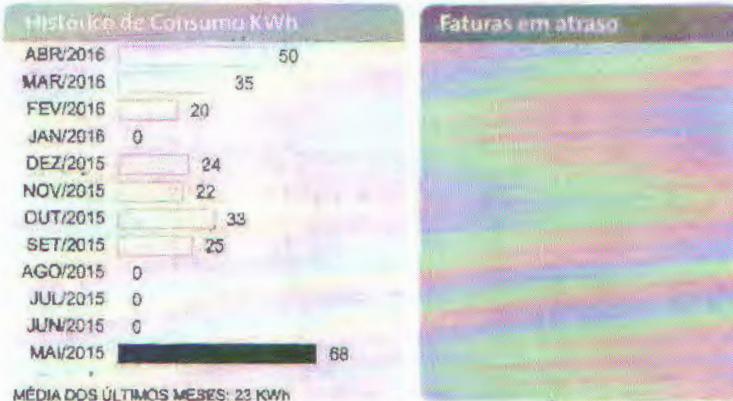 Histórico de Consumo KWh
ABR/2016 50
MAR/2016 35
FEV/2016 20
JAN/2016 0
DEZ/2015 24
NOV/2015 22
OUT/2015 33
SET/2015 25
AGO/2015 0
JUL/2015 0
JUN/2015 0
MAI/2015 68
MÉDIA DOS ÚLTIMOS MESES: 23 KWh
Faturas em atraso